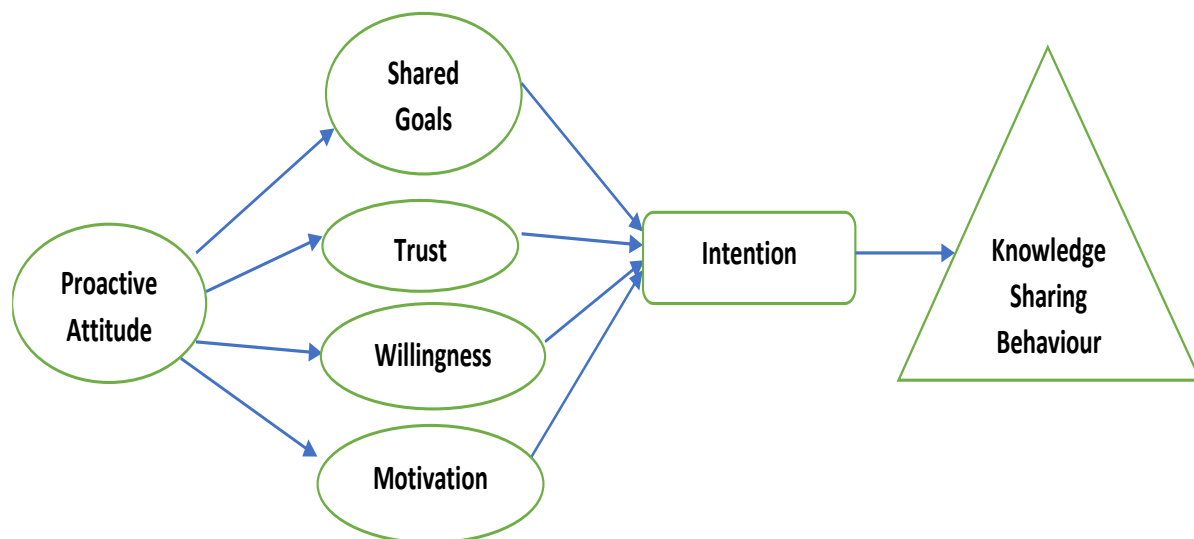 Shared
Goals
Trust
Proactive
Attitude
Willingness
Motivation
Intention
Knowledge
Sharing
Behaviour